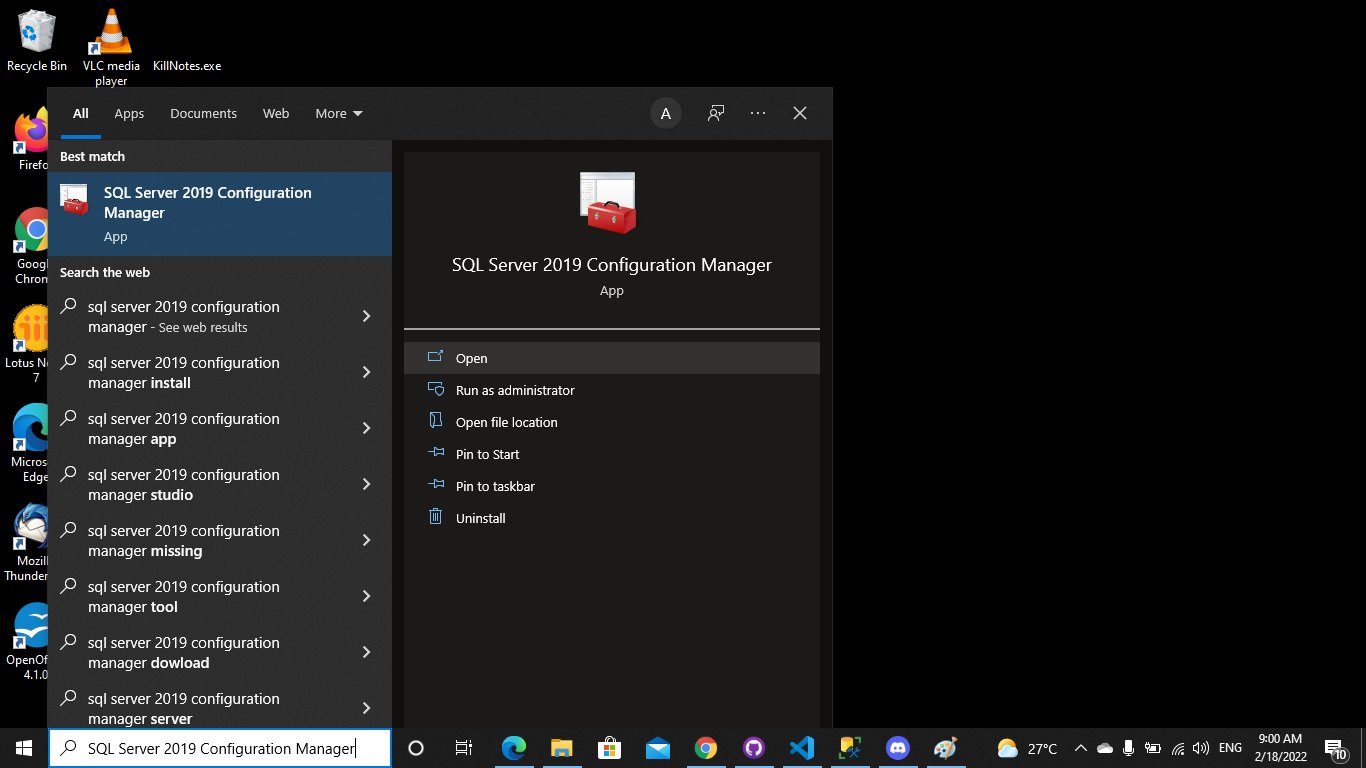 Recycle Bin
VLC media
player
KillNotes.exe
Firefo
Googl
Chrom
Lotus No
7
Micros
Edge
Mozill
Thunder
OpenOf
4.1.0
All
Apps
Documents
Web
More
A
Best match
SQL Server 2019 Configuration
Manager
App
Search the web
sql server 2019 configuration
manager - See web results
sql server 2019 configuration
manager install
sql server 2019 configuration
manager app
sql server 2019 configuration
manager studio
sql server 2019 configuration
manager missing
sql server 2019 configuration
manager tool
sql server 2019 configuration
manager dowload
sql server 2019 configuration
manager server
SQL Server 2019 Configuration Manager
App
Open
Run as administrator
Open file location
Pin to Start
Pin to taskbar
Uninstall
SQL Server 2019 Configuration Manager
27°C
ENG
9:00 AM
2/18/2022
10